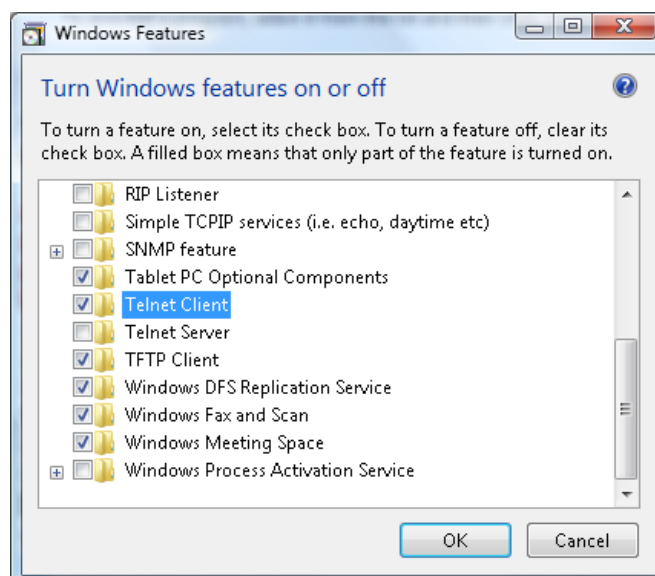 Windows Features
Turn Windows features on or off
To turn a feature on, select its check box. To turn a feature off, clear its
check box. A filled box means that only part of the feature is turned on.
RIP Listener
Simple TCPIP services (i.e. echo, daytime etc)
SNMP feature
Tablet PC Optional Components
Telnet Client
Telnet Server
TFTP Client
Windows DFS Replication Service
Windows Fax and Scan
Windows Meeting Space
Windows Process Activation Service
OK
Cancel